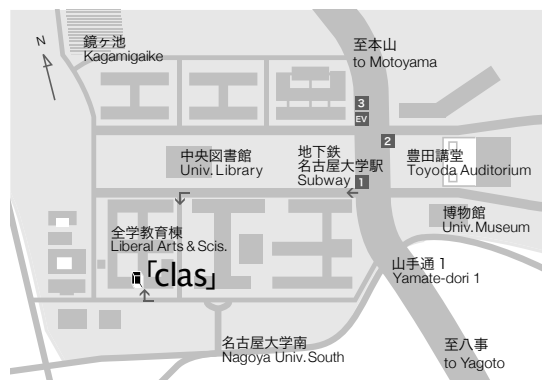 N
鏡ヶ池
Kagamigaike
至本山
to Motoyama
3
EV
2
中央図書館
Univ. Library
地下鉄
名古屋大学駅
Subway 1
豊田講堂
Toyoda Auditorium
博物館
Univ. Museum
全学教育棟
Liberal Arts & Scis.
「clas」
山手通 1
Yamate-dori 1
名古屋大学南
Nagoya Univ. South
至八事
to Yagoto